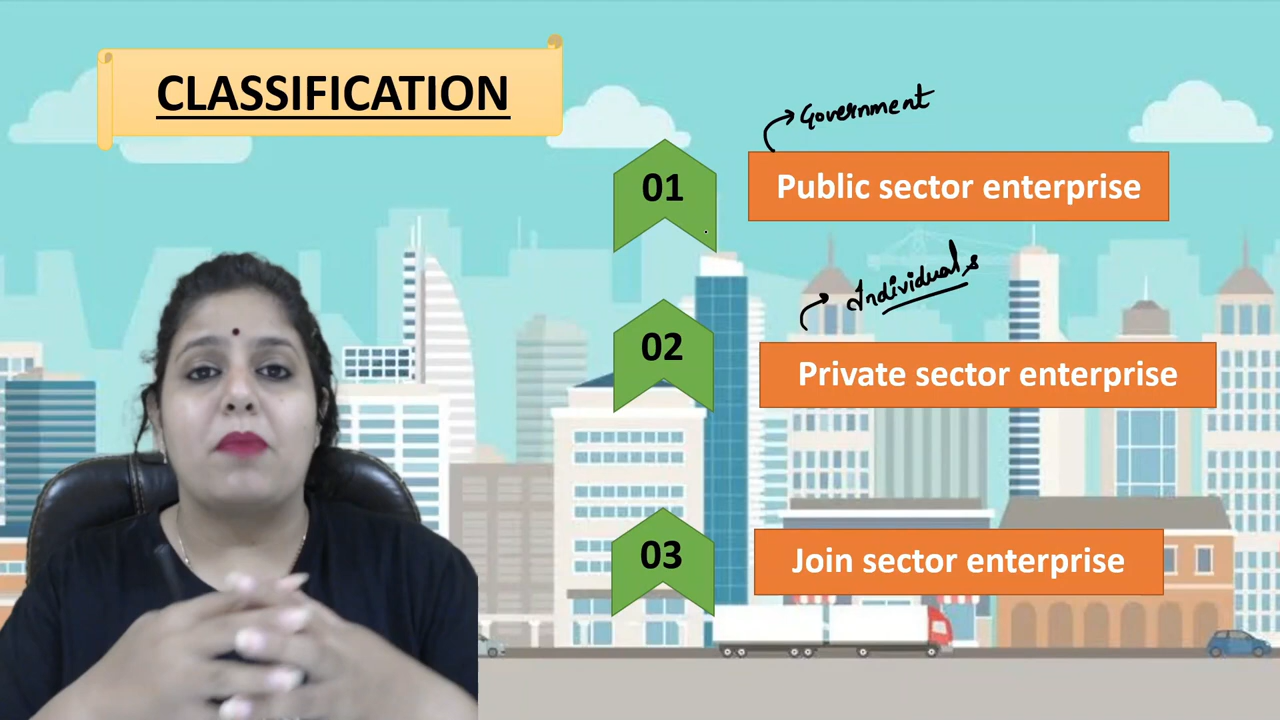 CLASSIFICATION
Government
01
Public sector enterprise
Individuals
02
Private sector enterprise
03
Join sector enterprise